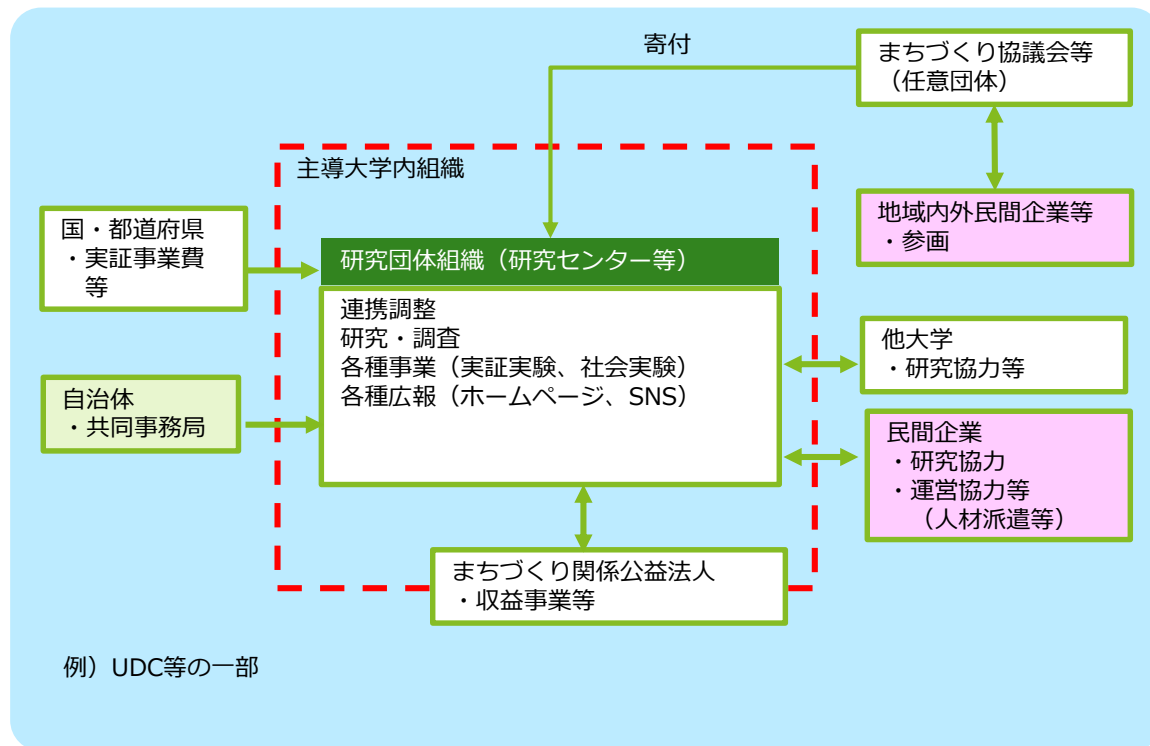 寄付
まちづくり協議会等
（任意団体）
主導大学内組織
国・都道府県
・実証事業費
等
地域内外民間企業等
・参画
研究団体組織（研究センター等）
連携調整
研究・調査
各種事業（実証実験、社会実験）
各種広報（ホームページ、SNS）
他大学
・研究協力等
自治体
・共同事務局
民間企業
・研究協力
・運営協力等
（人材派遣等）
まちづくり関係公益法人
・収益事業等
例）UDC等の一部